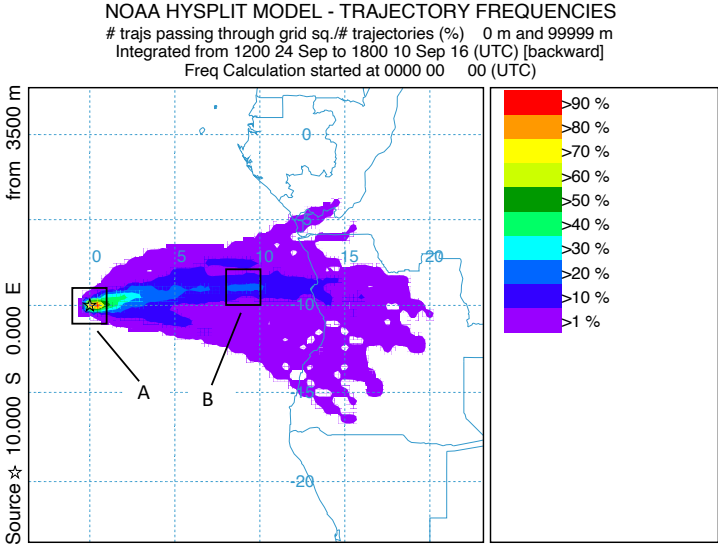 NOAA HYSPLIT MODEL - TRAJECTORY FREQUENCIES
# trajs passing through grid sq./# trajectories (%) 0 m and 99999 m
Integrated from 1200 24 Sep to 1800 10 Sep 16 (UTC) [backward]
Freq Calculation started at 0000 00 00 (UTC)
Source ☆ 10.000 S 0.000 E from 3500 m
0
-5
0 5 10 15 20
-10
-15
-20
A
B
>90 %
>80 %
>70 %
>60 %
>50 %
>40 %
>30 %
>20 %
>10 %
>1 %